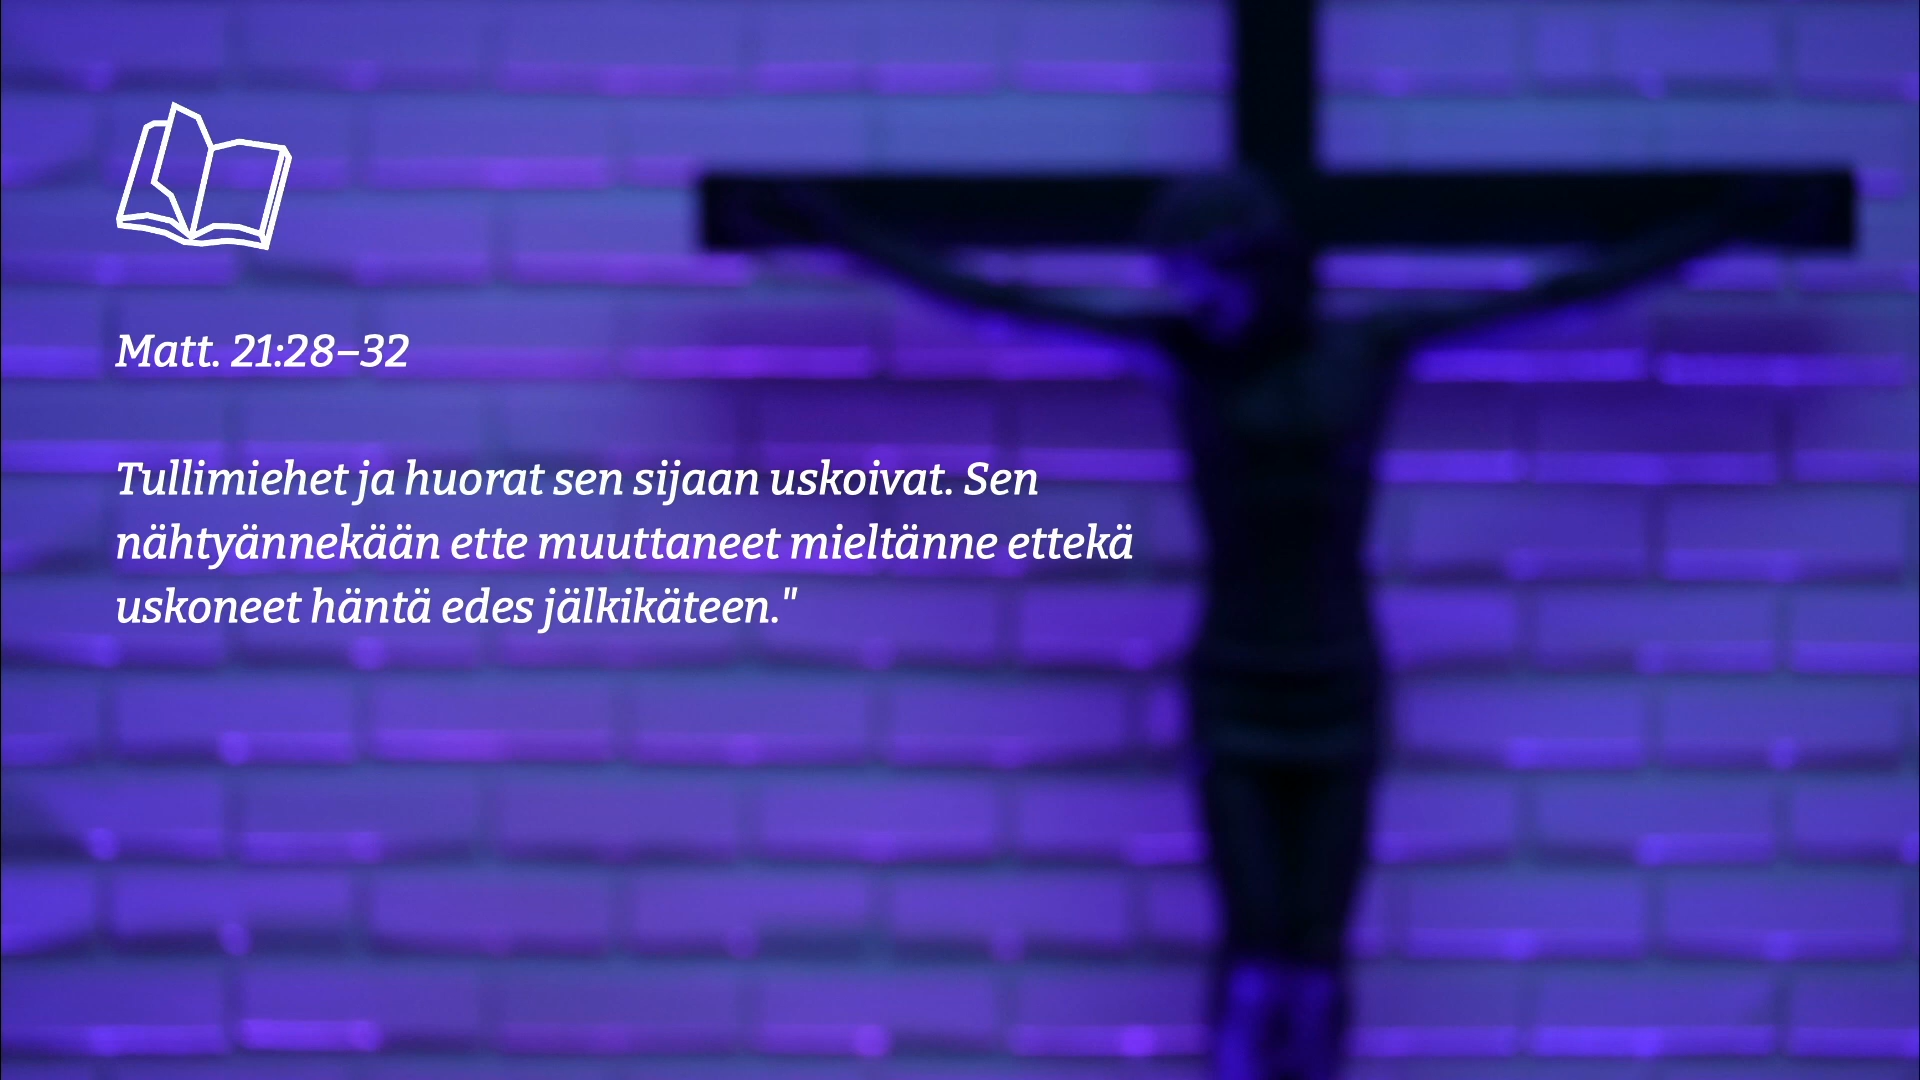 Matt. 21:28–32
Tullimiehet ja huorat sen sijaan uskoivat. Sen
nähtyännekään ette muuttaneet mieltänne ettekä
uskoneet häntä edes jälkikäteen."